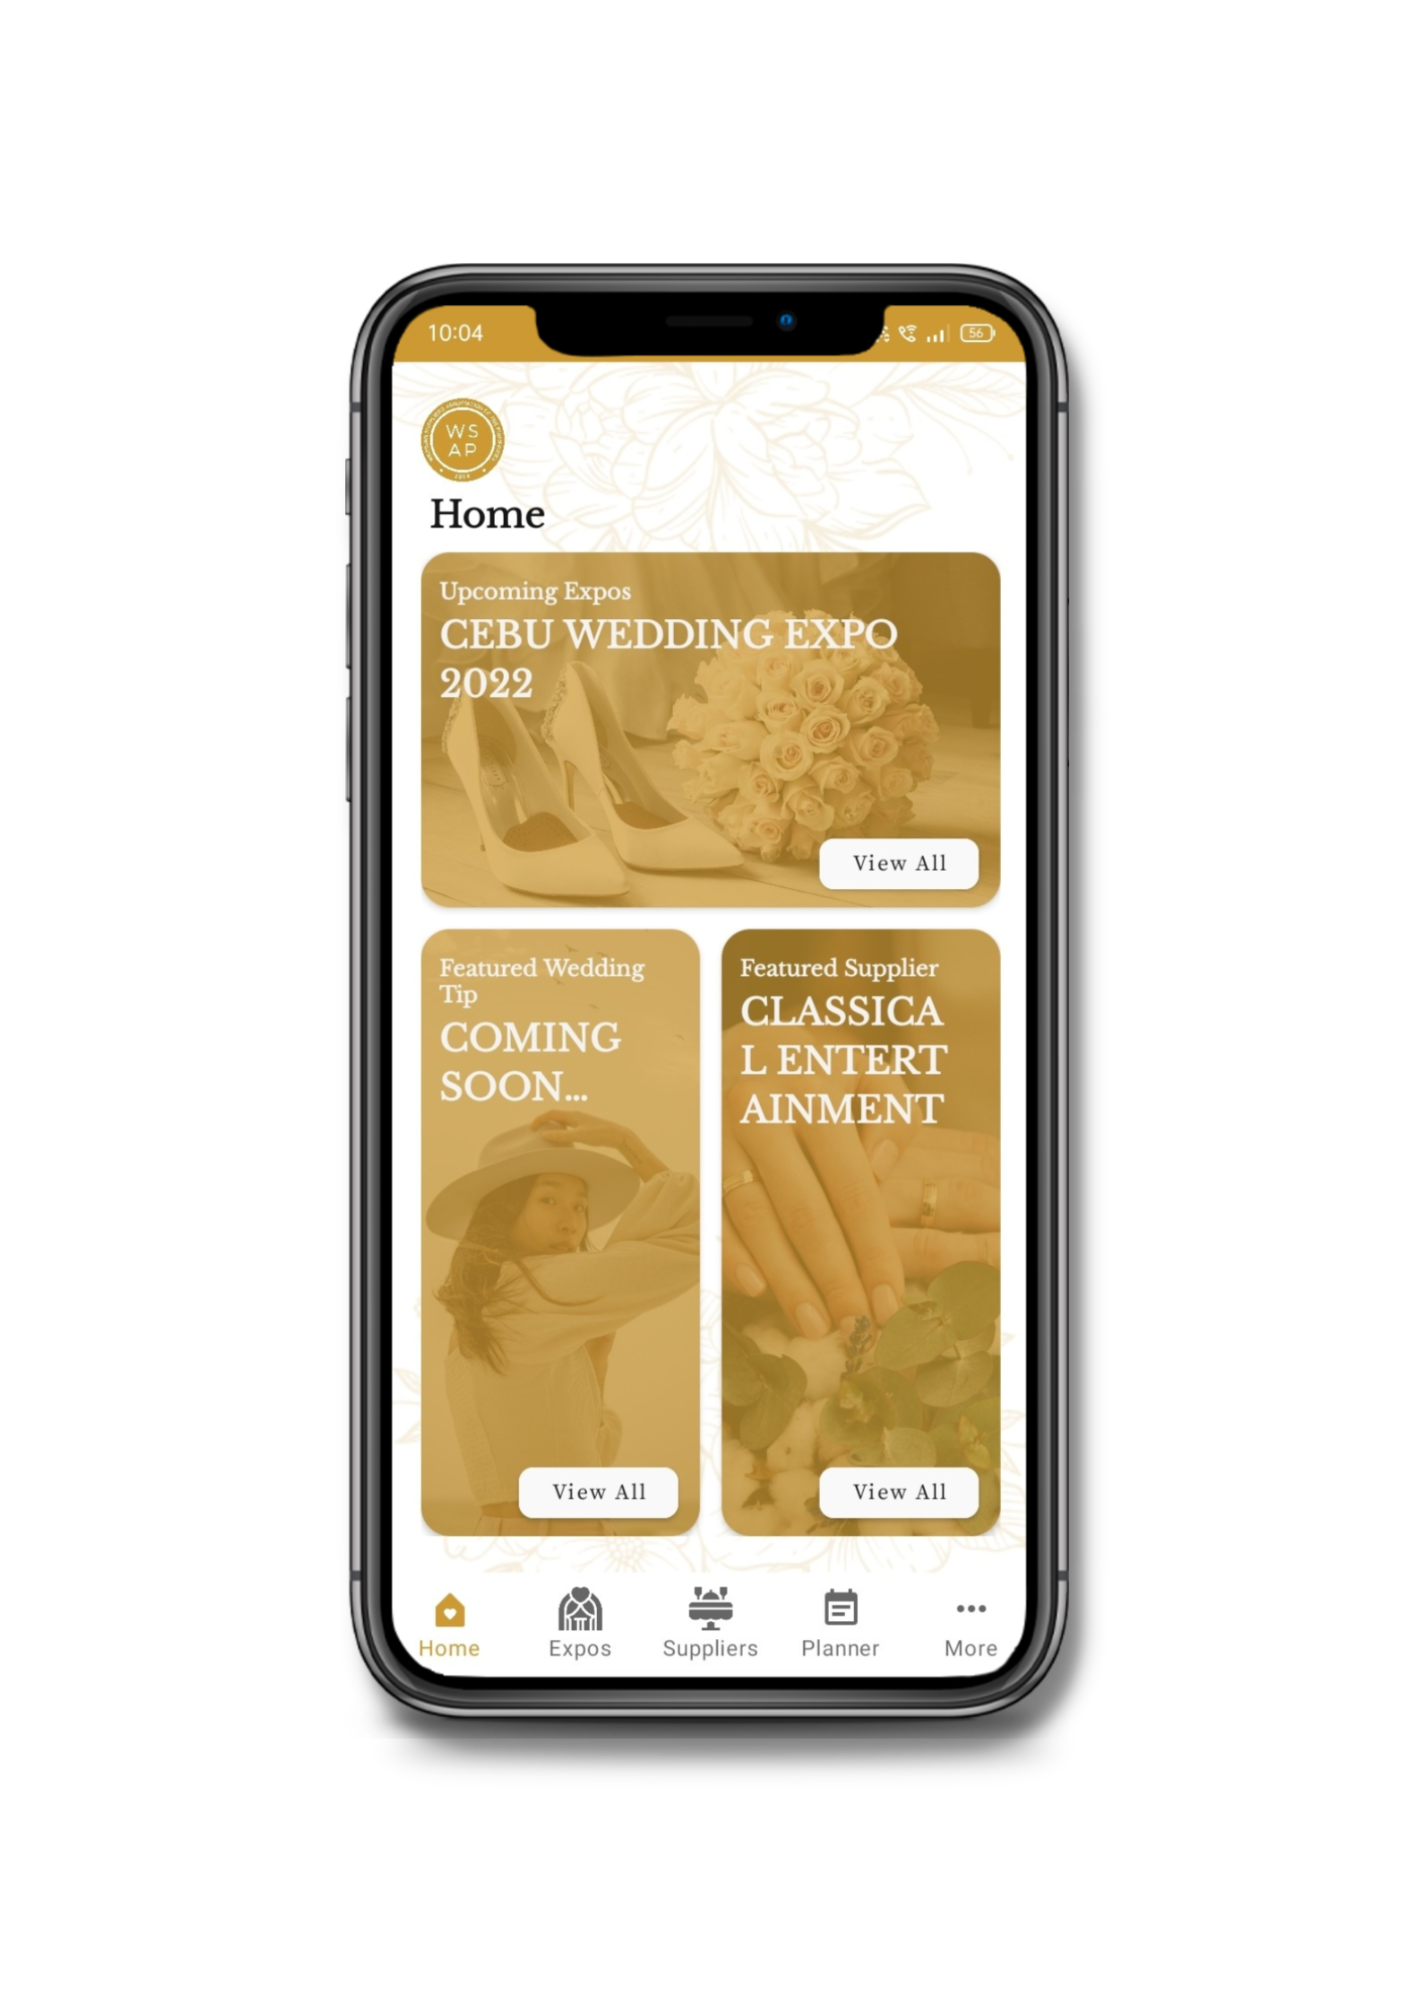 10:04
56
WS
AP
Home
Upcoming Expos
CEBU WEDDING EXPO
2022
View All
Featured Wedding
Tip
COMING
SOON...
View All
Featured Supplier
CLASSICA
L ENTERT
AINMENT
View All
Home
Expos
Suppliers
Planner
More